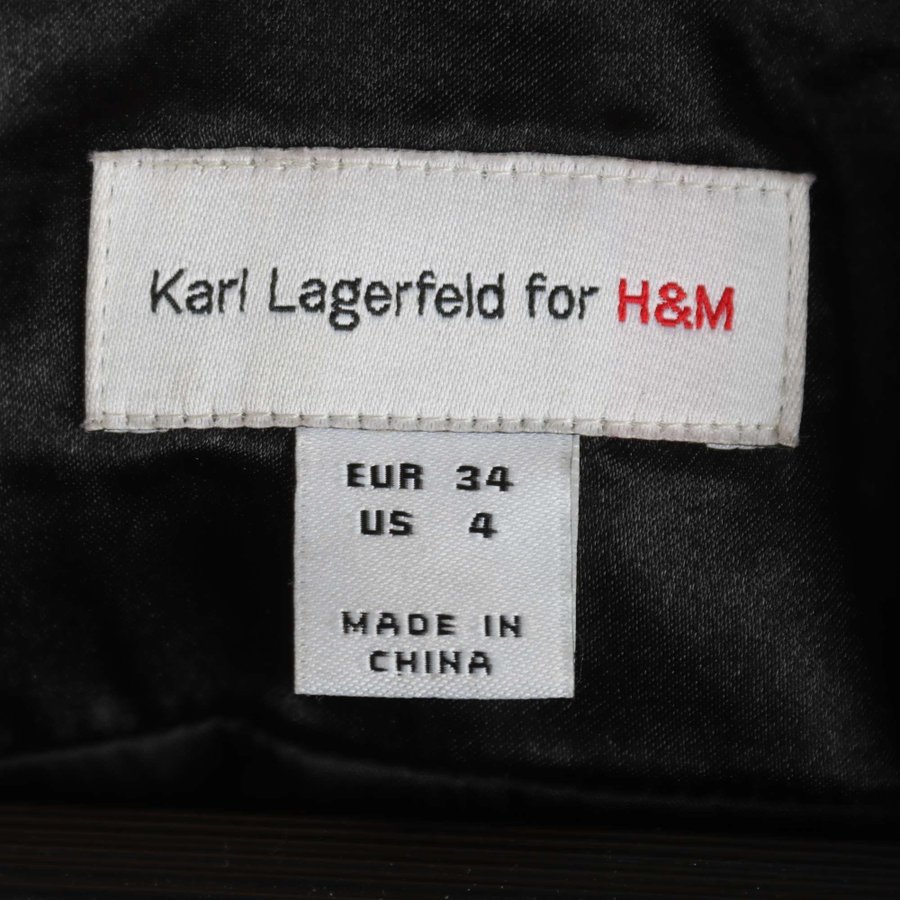 Karl Lagerfeld for H&M
EUR 34
US 4
MADE IN
CHINA